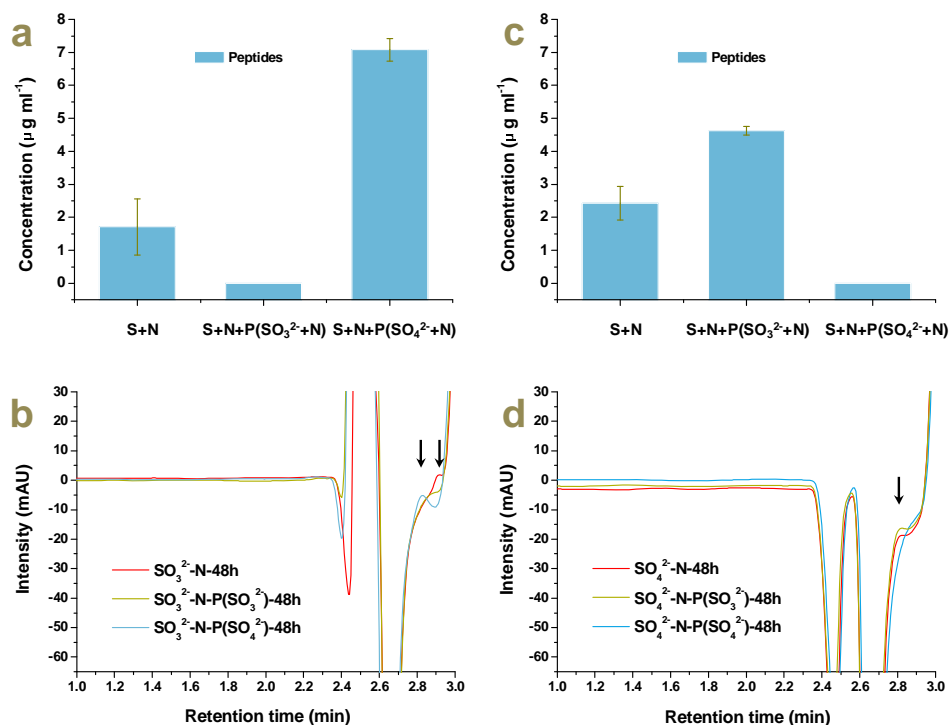 a
Concentration (μ g ml⁻¹)
8
7
6
5
4
3
2
1
0
Peptides
S+N
S+N+P(SO₃²⁻+N)
S+N+P(SO₄²⁻+N)
c
Concentration (μ g ml⁻¹)
8
7
6
5
4
3
2
1
0
Peptides
S+N
S+N+P(SO₃²⁻+N)
S+N+P(SO₄²⁻+N)
b
Intensity (mAU)
30
20
10
0
-10
-20
-30
-40
-50
-60
SO₃²⁻-N-48h
SO₃²⁻-N-P(SO₃²⁻)-48h
SO₃²⁻-N-P(SO₄²⁻)-48h
1.0 1.2 1.4 1.6 1.8 2.0 2.2 2.4 2.6 2.8 3.0
Retention time (min)
d
Intensity (mAU)
30
20
10
0
-10
-20
-30
-40
-50
-60
SO₄²⁻-N-48h
SO₄²⁻-N-P(SO₃²⁻)-48h
SO₄²⁻-N-P(SO₄²⁻)-48h
1.0 1.2 1.4 1.6 1.8 2.0 2.2 2.4 2.6 2.8 3.0
Retention time (min)